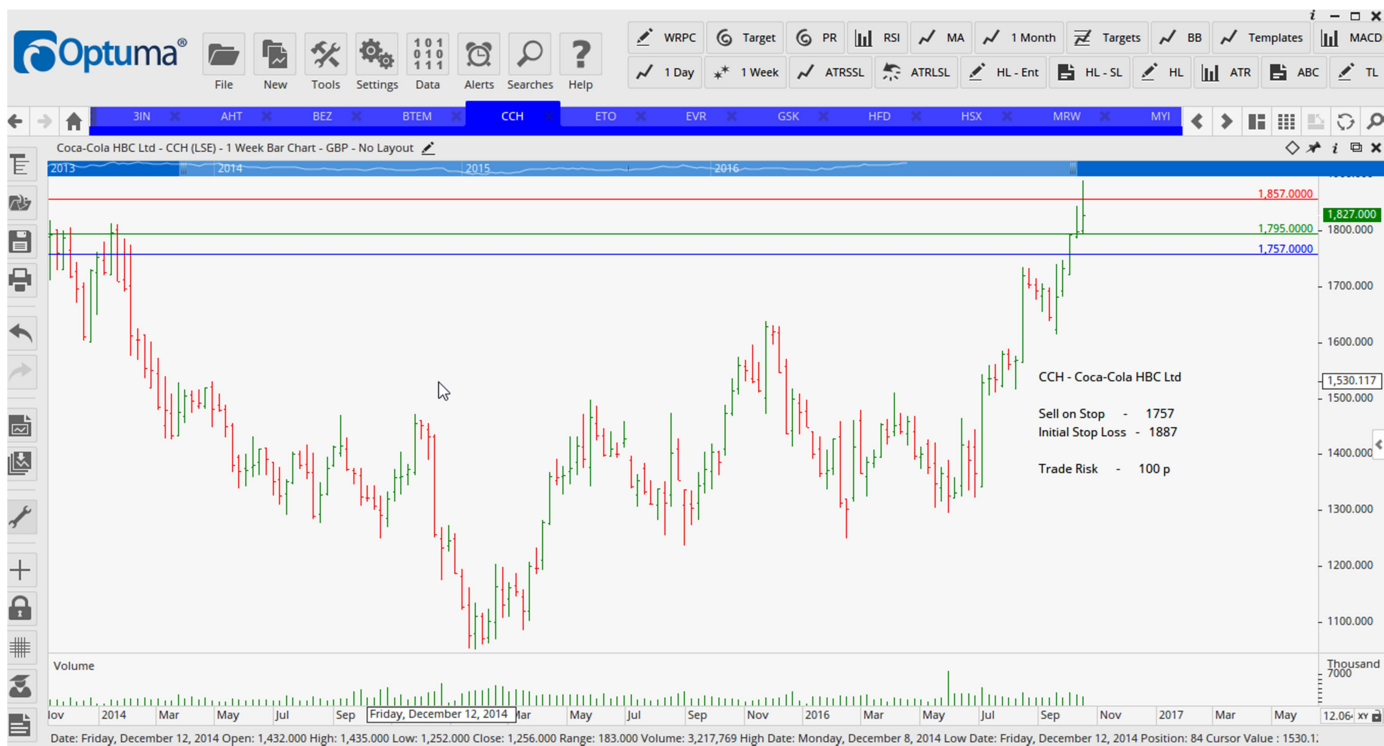 Optuma®
File
New
Tools
Settings
101
010
111
Data
Alerts
Searches
?
Help
i
WRPC
Target
PR
RSI
MA
1 Month
Targets
BB
Templates
MACD
1 Day
1 Week
ATRSSL
ATRLSL
HL - Ent
HL - SL
HL
ATR
ABC
TL
3IN
AHT
BEZ
BTEM
CCH
ETO
EVR
GSK
HFD
HSX
MRW
MYI
Coca-Cola HBC Ltd - CCH (LSE) - 1 Week Bar Chart - GBP - No Layout
i
2013
2014
2015
2016
1,857.0000
1,827.000
1,795.0000
1800.000
1,757.0000
1700.000
1600.000
1,530.117
1500.000
1400.000
1300.000
1200.000
1100.000
CCH - Coca-Cola HBC Ltd
Sell on Stop - 1757
Initial Stop Loss - 1887
Trade Risk - 100 p
Volume
Thousand
7000
Nov 2014 Mar May Jul Sep Friday, December 12, 2014 Mar May Jul Sep Nov 2016 Mar May Jul Sep Nov 2017 Mar May 12.064 XY
Date: Friday, December 12, 2014 Open: 1,432.000 High: 1,435.000 Low: 1,252.000 Close: 1,256.000 Range: 183.000 Volume: 3,217,769 High Date: Monday, December 8, 2014 Low Date: Friday, December 12, 2014 Position: 84 Cursor Value : 1530.1